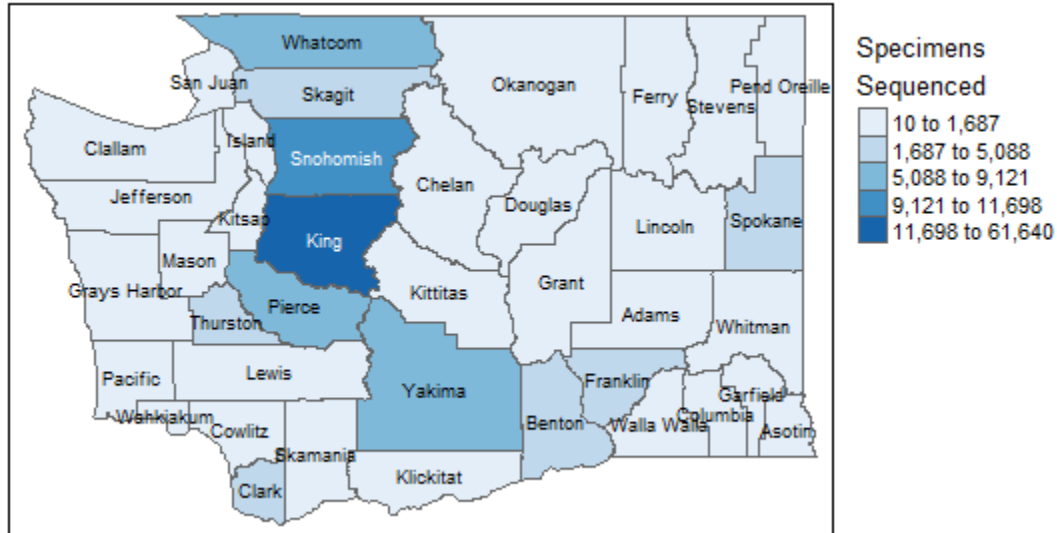 Whatcom
San Juan
Skagit
Okanogan
Ferry
Stevens
Pend Oreille
Clallam
Island
Snohomish
Chelan
Jefferson
Kitsap
Douglas
Lincoln
Spokane
King
Mason
Grant
Grays Harbor
Kittitas
Pierce
Thurston
Adams
Whitman
Pacific
Lewis
Yakima
Franklin
Garfield
Wahkiakum
Cowlitz
Benton
Walla Walla
Columbia
Asotin
Skamania
Klickitat
Clark
Specimens
Sequenced
10 to 1,687
1,687 to 5,088
5,088 to 9,121
9,121 to 11,698
11,698 to 61,640